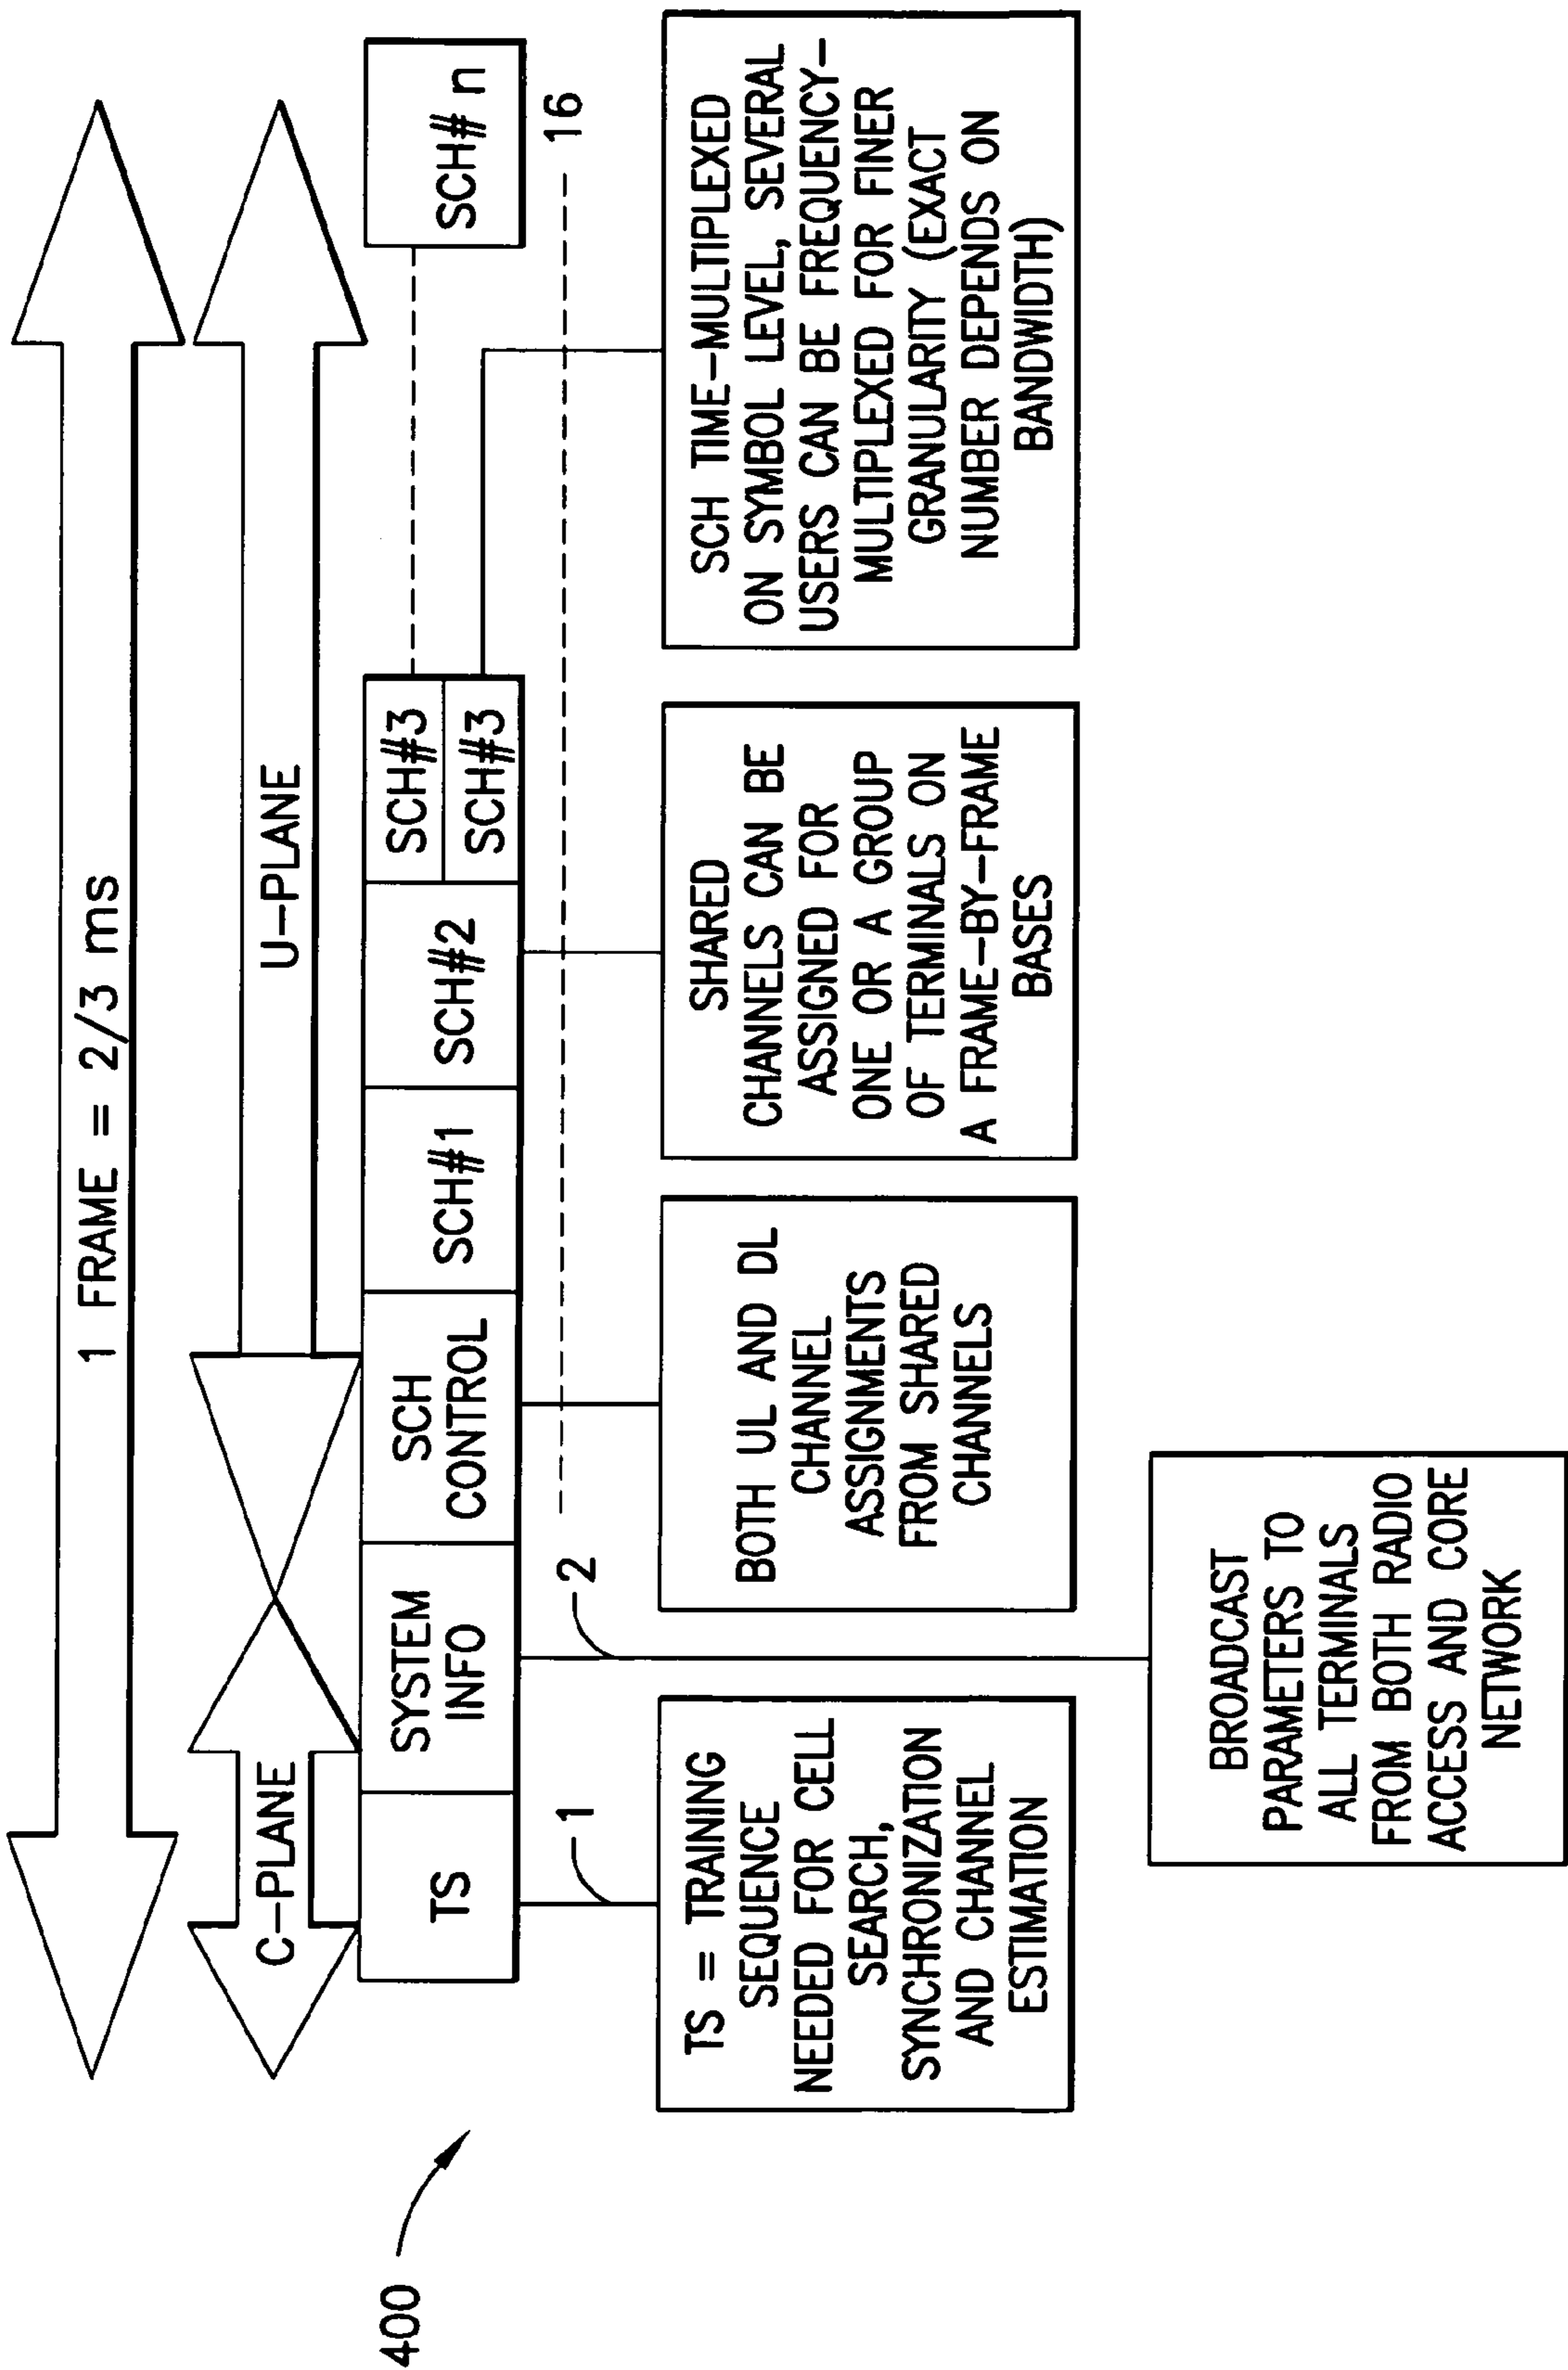 1 FRAME = 2/3 ms
C-PLANE
U-PLANE
TS
SYSTEM
INFO
SCH
CONTROL
SCH#1
SCH#2
SCH#3
SCH#3
SCH# n
1
2
16
TS = TRAINING
SEQUENCE
NEEDED FOR CELL
SEARCH,
SYNCHRONIZATION
AND CHANNEL
ESTIMATION
BOTH UL AND DL
CHANNEL
ASSIGNMENTS
FROM SHARED
CHANNELS
SHARED
CHANNELS CAN BE
ASSIGNED FOR
ONE OR A GROUP
OF TERMINALS ON
A FRAME-BY-FRAME
BASES
SCH TIME-MULTIPLEXED
ON SYMBOL LEVEL, SEVERAL
USERS CAN BE FREQUENCY-
MULTIPLEXED FOR FINER
GRANULARITY (EXACT
NUMBER DEPENDS ON
BANDWIDTH)
BROADCAST
PARAMETERS TO
ALL TERMINALS
FROM BOTH RADIO
ACCESS AND CORE
NETWORK
400